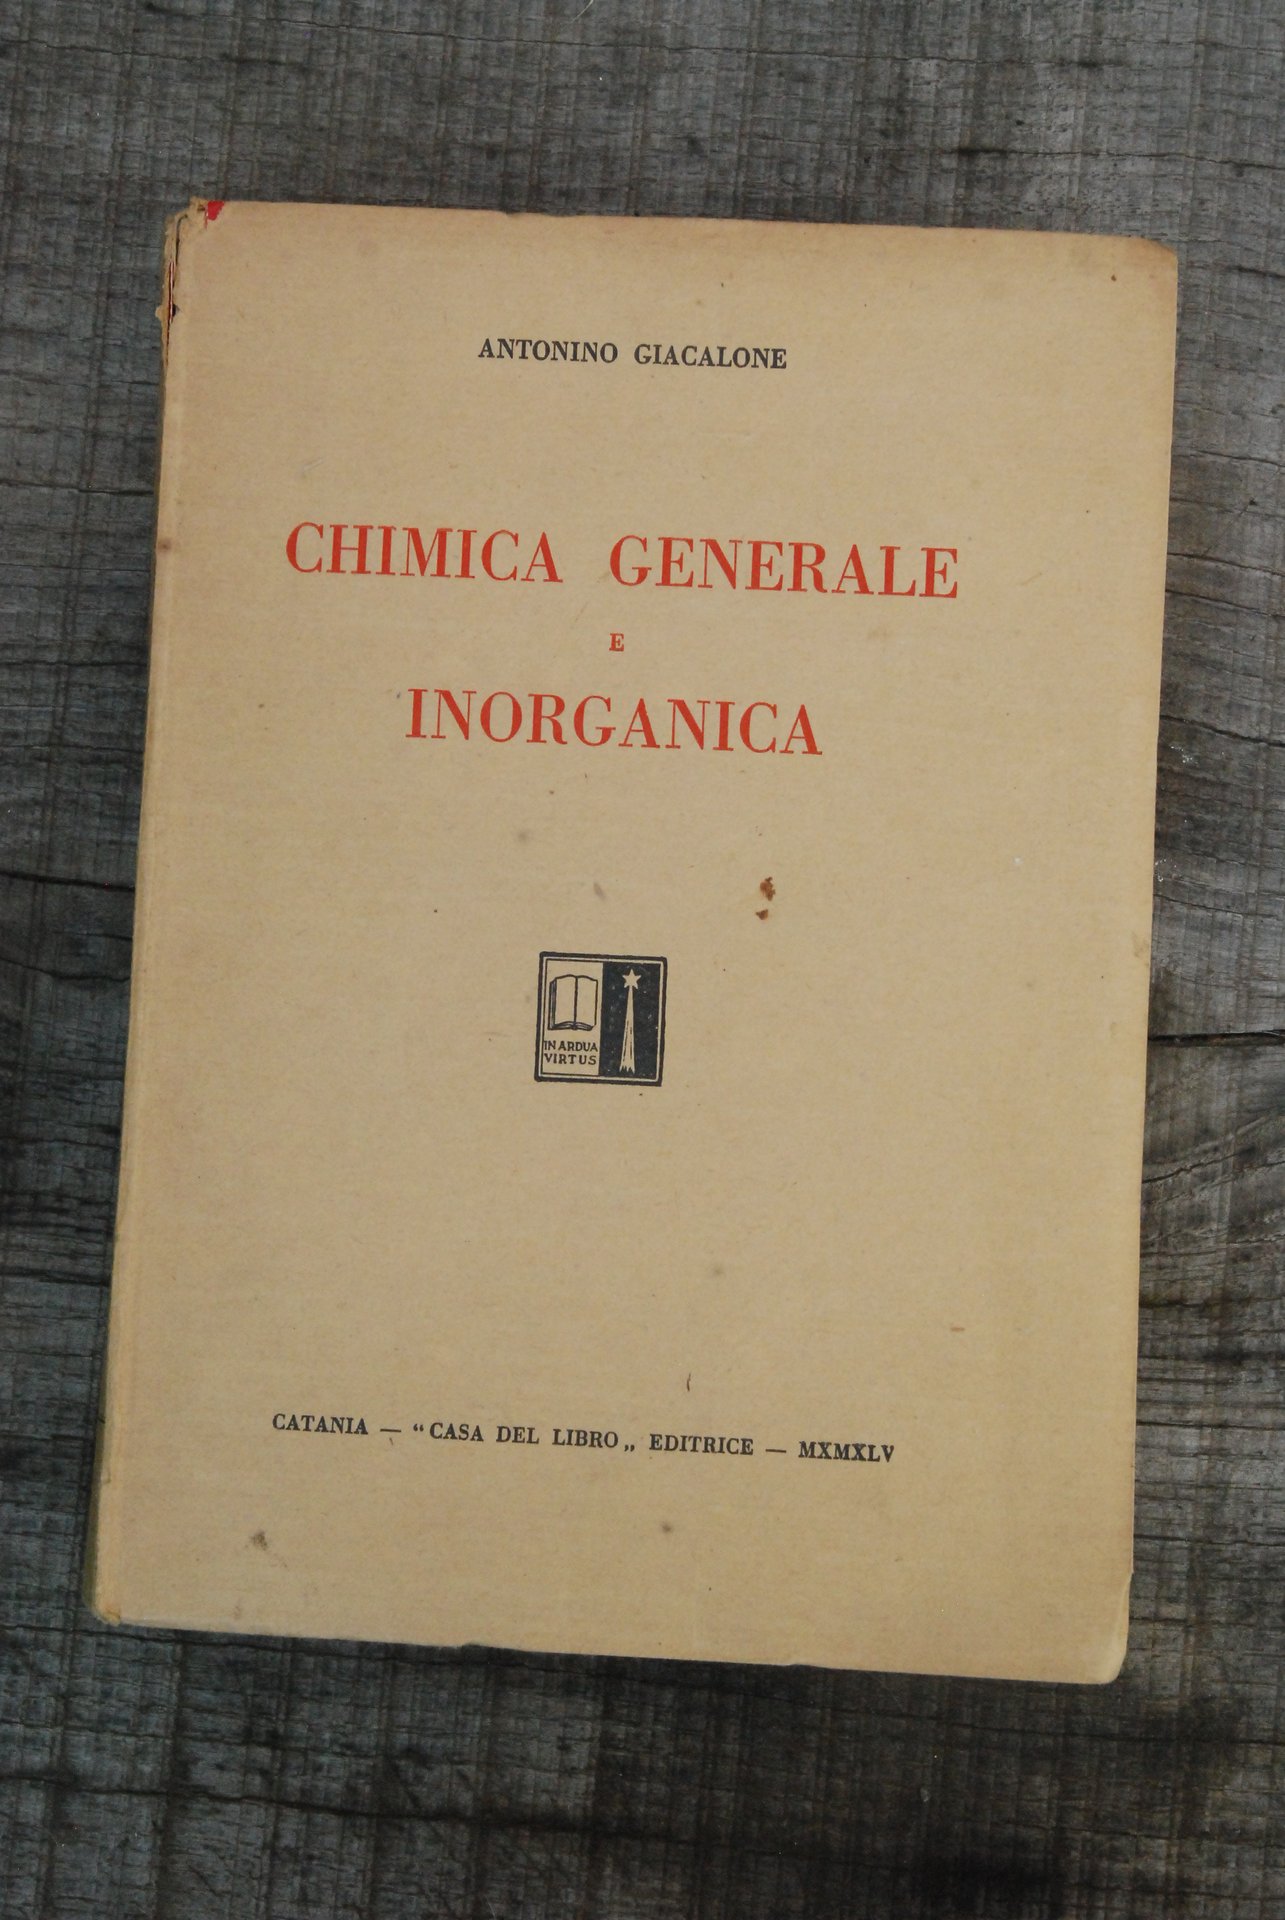 ANTONINO GIACALONE
CHIMICA GENERALE
E
INORGANICA
IN ARDUA
VIRTUS
CATANIA — “CASA DEL LIBRO„ EDITRICE — MXMXLV